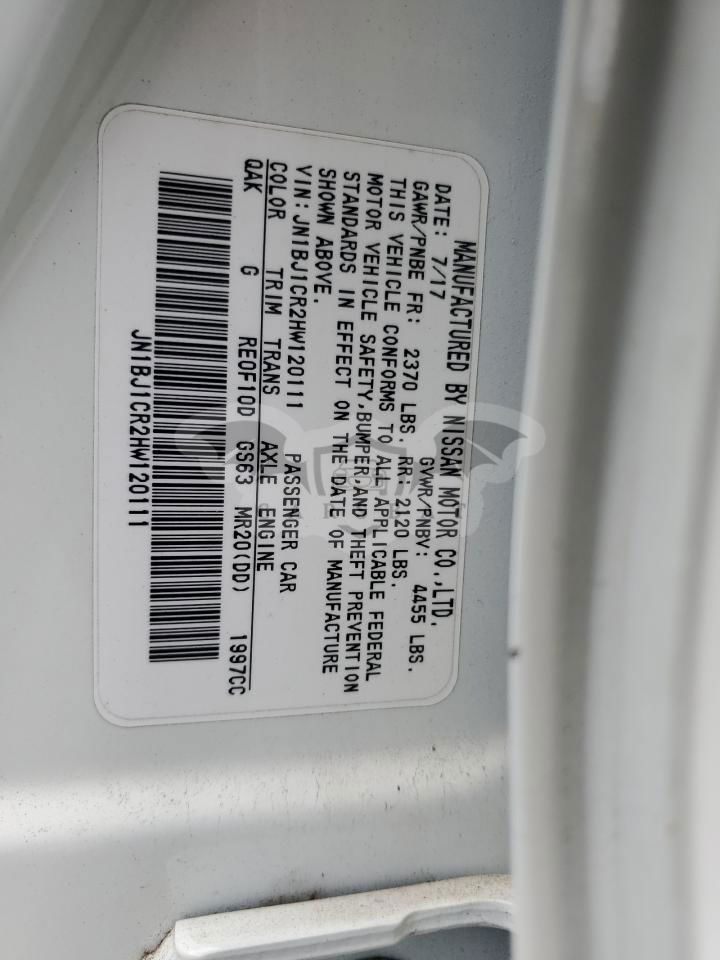 MANUFACTURED BY NISSAN MOTOR CO.,LTD.
DATE: 7/17 GVWR/PNBV: 4455 LBS.
GAWR/PNBE FR: 2370 LBS. RR: 2120 LBS.
THIS VEHICLE CONFORMS TO ALL APPLICABLE FEDERAL
MOTOR VEHICLE SAFETY,BUMPER,AND THEFT PREVENTION
STANDARDS IN EFFECT ON THE DATE OF MANUFACTURE
SHOWN ABOVE.
VIN: JN1BJ1CR2HW120111 PASSENGER CAR
COLOR TRIM TRANS AXLE ENGINE
QAK G RE0F10D GS63 MR20(DD) 1997CC
JN1BJ1CR2HW120111